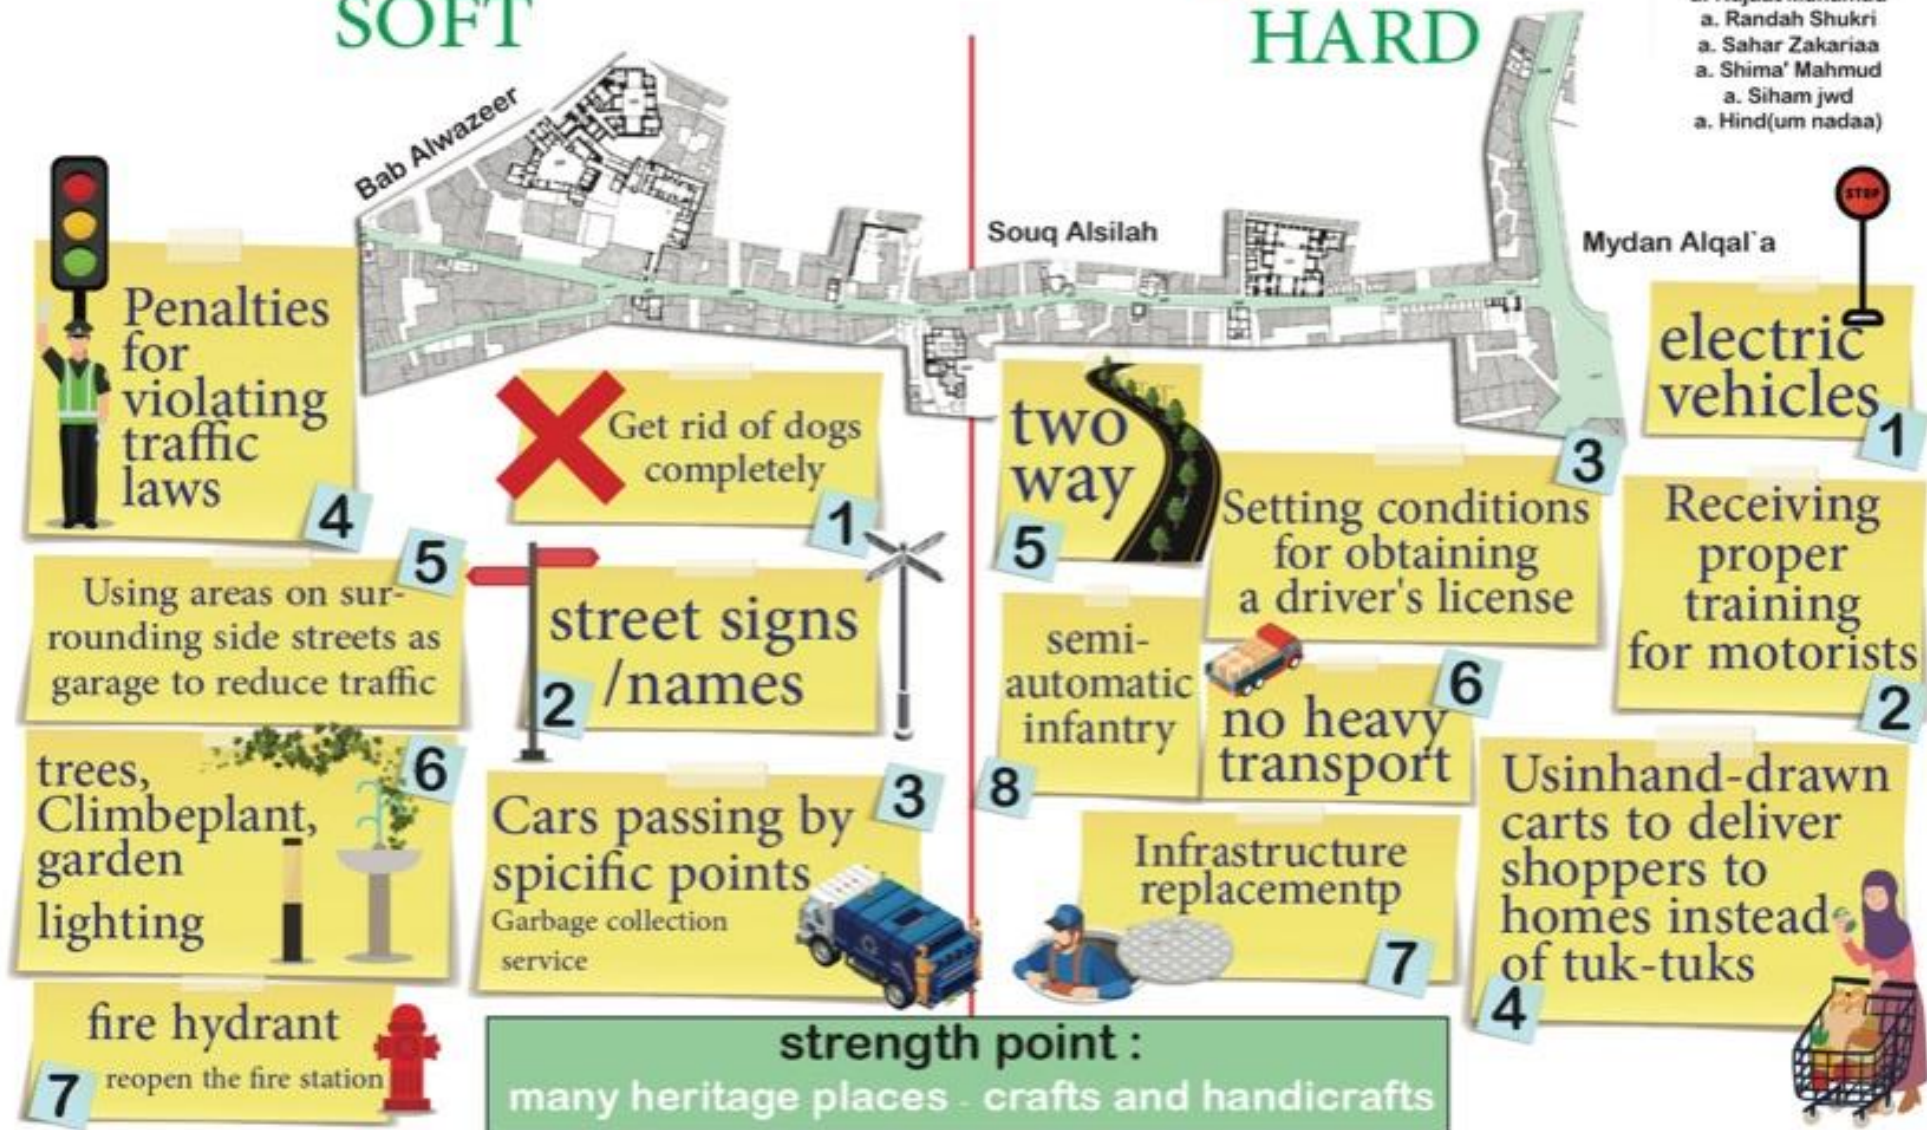 SOFT
HARD
a. Randah Shukri
a. Sahar Zakariaa
a. Shima' Mahmud
a. Siham jwd
a. Hind(um nadaa)
Bab Alwazeer
Souq Alsilah
Mydan Alqal`a
STOP
Penalties
for
violating
traffic
laws
4
Get rid of dogs
completely
1
5
Using areas on sur-
rounding side streets as
garage to reduce traffic
street signs
/names
2
trees,
Climbeplant,
garden
lighting
6
Cars passing by
spicific points
Garbage collection
service
3
fire hydrant
reopen the fire station
7
two
way
5
electric
vehicles
1
3
Setting conditions
for obtaining
a driver's license
Receiving
proper
training
for motorists
2
semi-
automatic
infantry
8
no heavy
transport
6
Infrastructure
replacementp
7
Usinhand-drawn
carts to deliver
shoppers to
homes instead
of tuk-tuks
4
strength point :
many heritage places - crafts and handicrafts